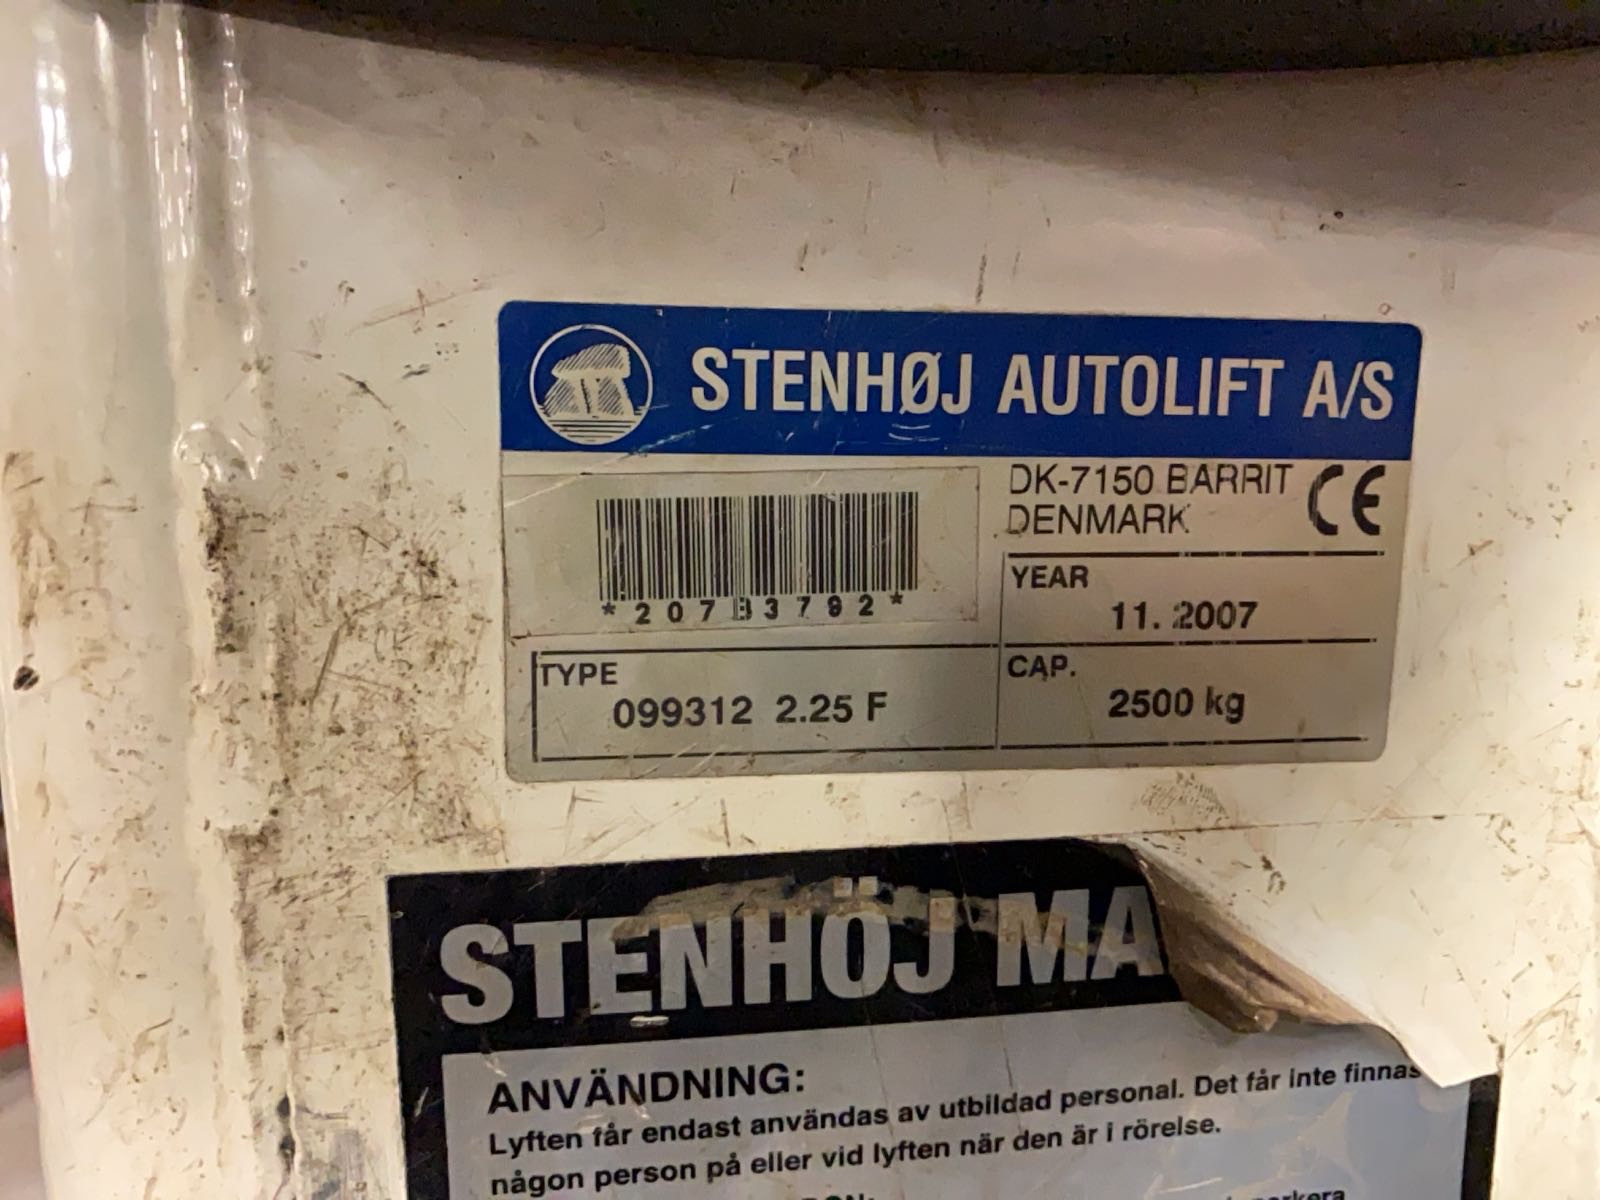 STENHØJ AUTOLIFT A/S
DK-7150 BARRIT CE
DENMARK
YEAR
11. 2007
TYPE
099312 2.25 F
CAP.
2500 kg
STENHÖJ MA
ANVÄNDNING:
Lyften får endast användas av utbildad personal. Det får inte finnas
någon person på eller vid lyften när den är i rörelse.